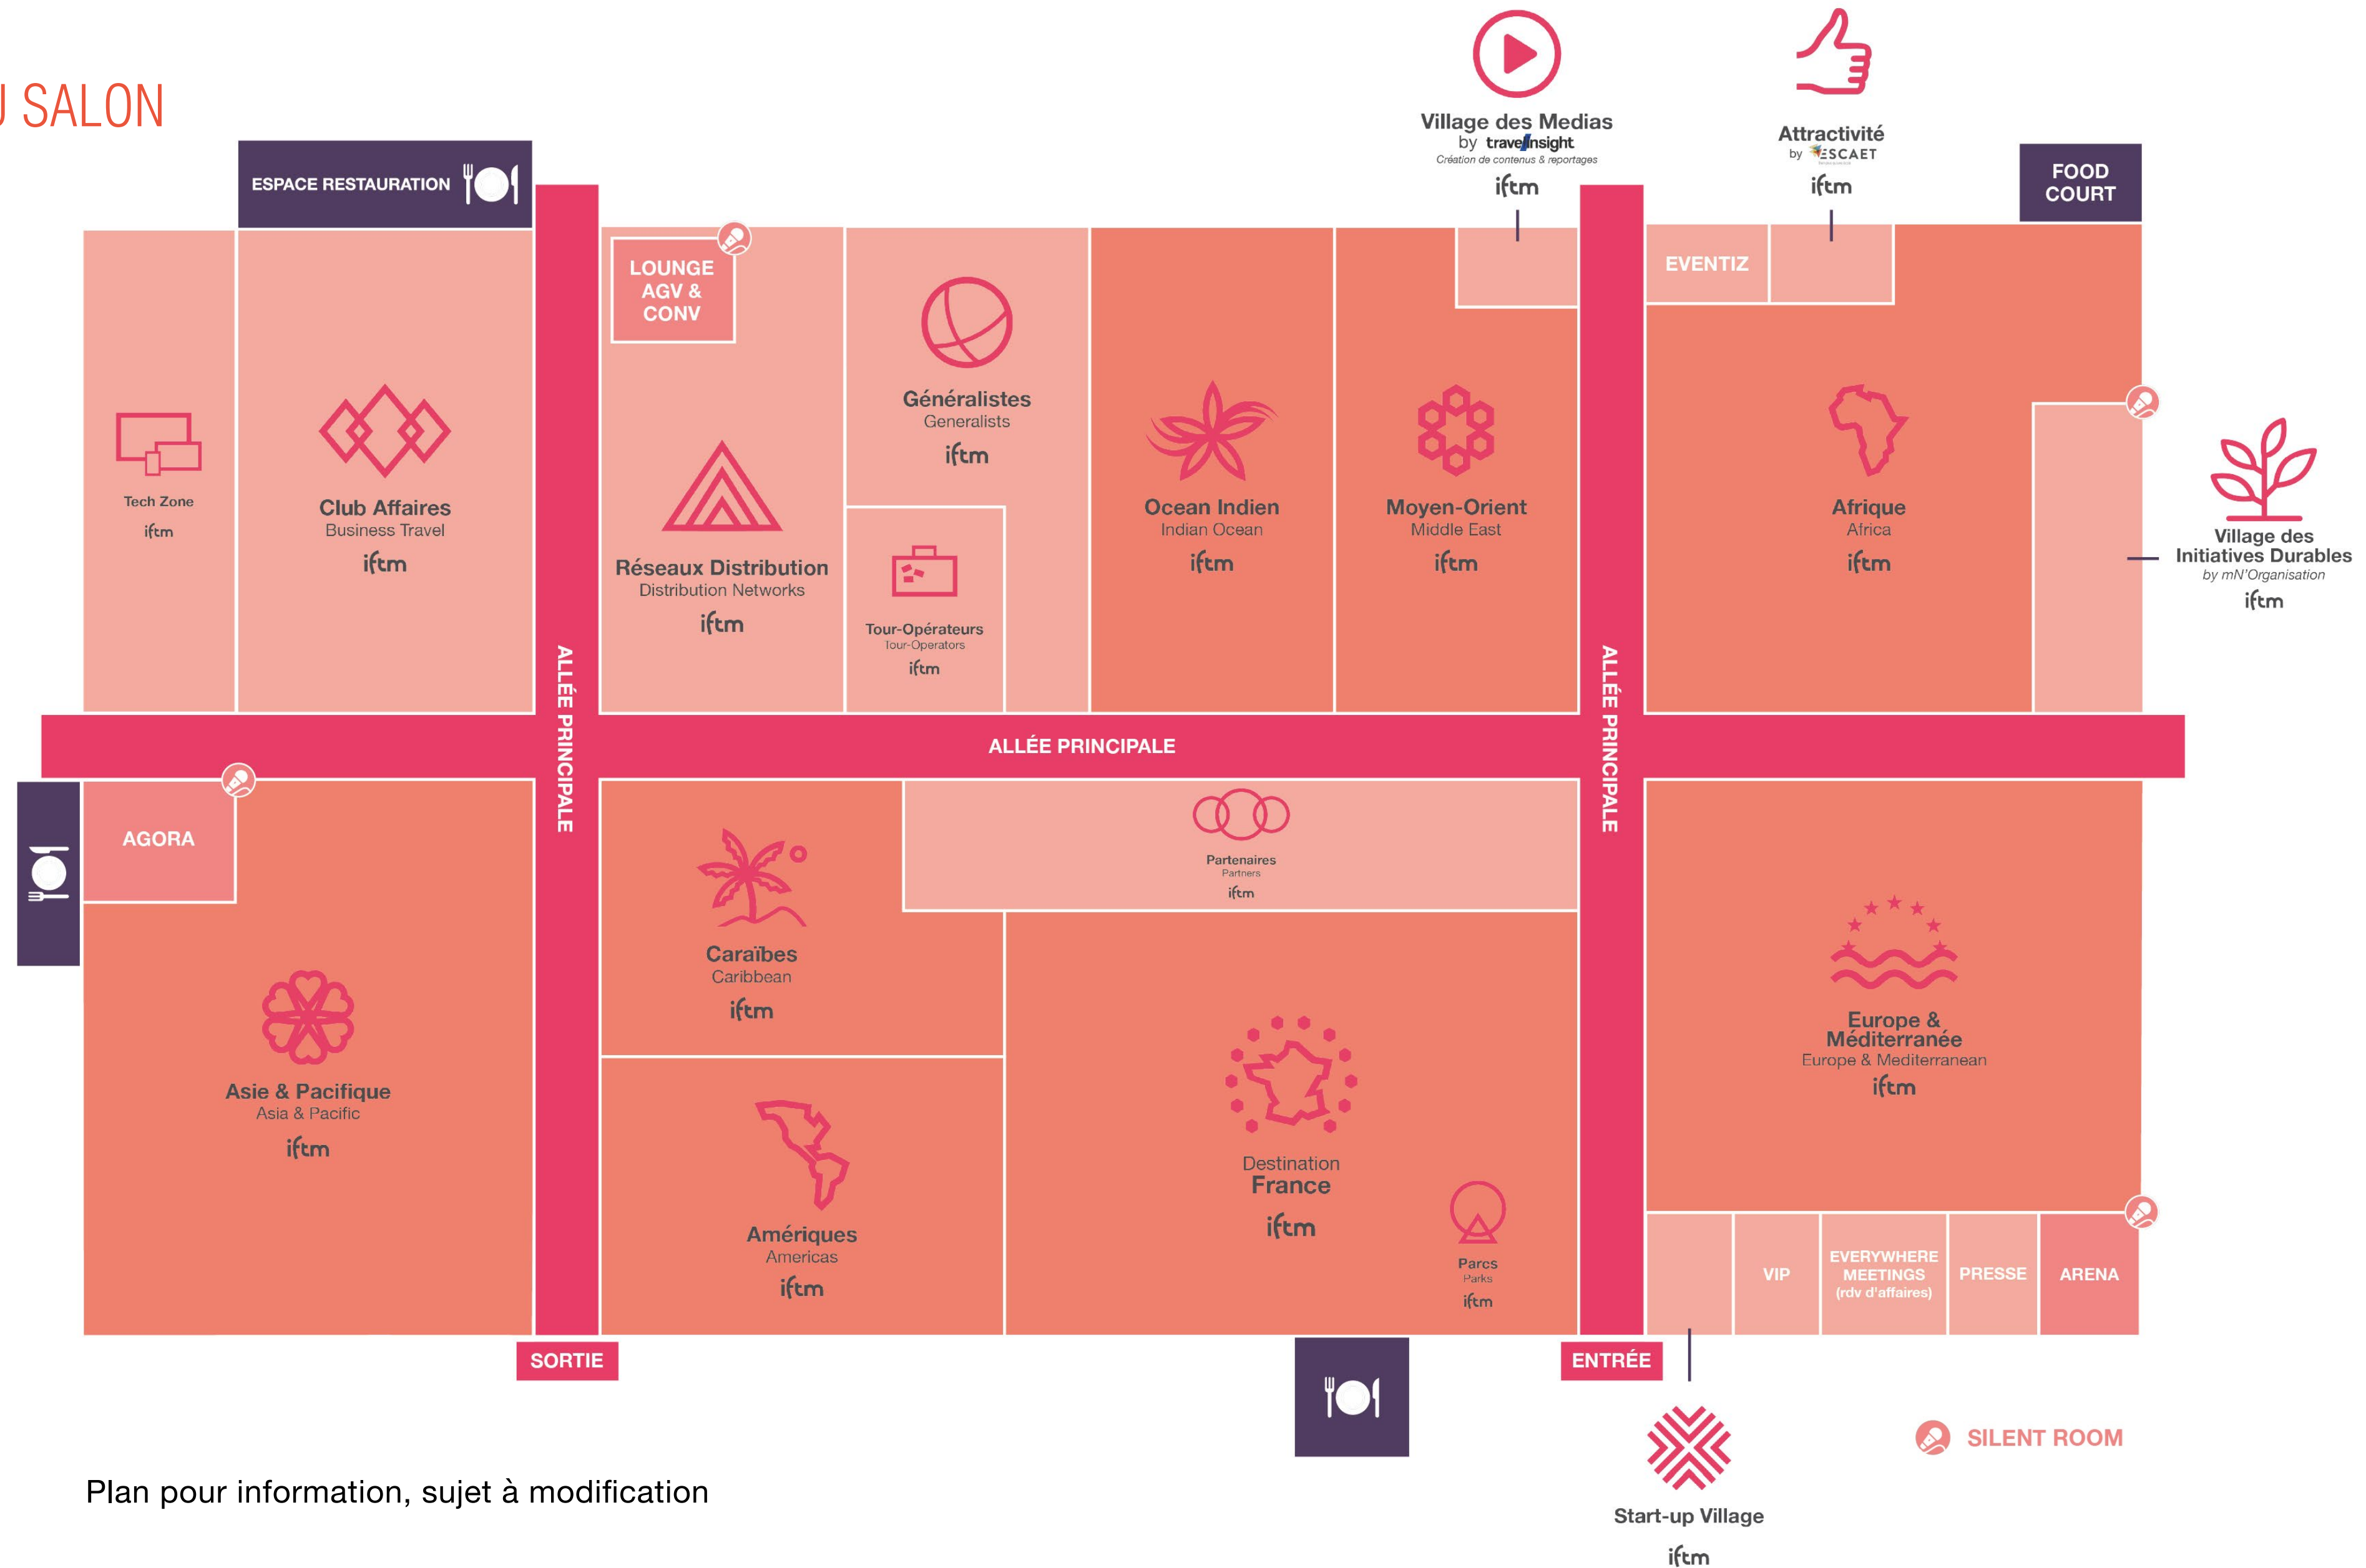 U SALON
Village des Medias
by travel/insight
Création de contenus & reportages
iftm
Attractivité
by ESCAET
iftm
FOOD
COURT
ESPACE RESTAURATION
LOUNGE
AGV &
CONV
EVENTIZ
Tech Zone
iftm
Club Affaires
Business Travel
iftm
Réseaux Distribution
Distribution Networks
iftm
Généralistes
Generalists
iftm
Tour-Opérateurs
Tour-Operators
iftm
Ocean Indien
Indian Ocean
iftm
Moyen-Orient
Middle East
iftm
Afrique
Africa
iftm
Village des
Initiatives Durables
by mN'Organisation
iftm
ALLÉE PRINCIPALE
ALLÉE PRINCIPALE
ALLÉE PRINCIPALE
AGORA
Asie & Pacifique
Asia & Pacific
iftm
Caraïbes
Caribbean
iftm
Partenaires
Partners
iftm
Amériques
Americas
iftm
Destination
France
iftm
Parcs
Parks
iftm
Europe &
Méditerranée
Europe & Mediterranean
iftm
VIP
EVERYWHERE
MEETINGS
(rdv d'affaires)
PRESSE
ARENA
SORTIE
ENTRÉE
Start-up Village
iftm
SILENT ROOM
Plan pour information, sujet à modification